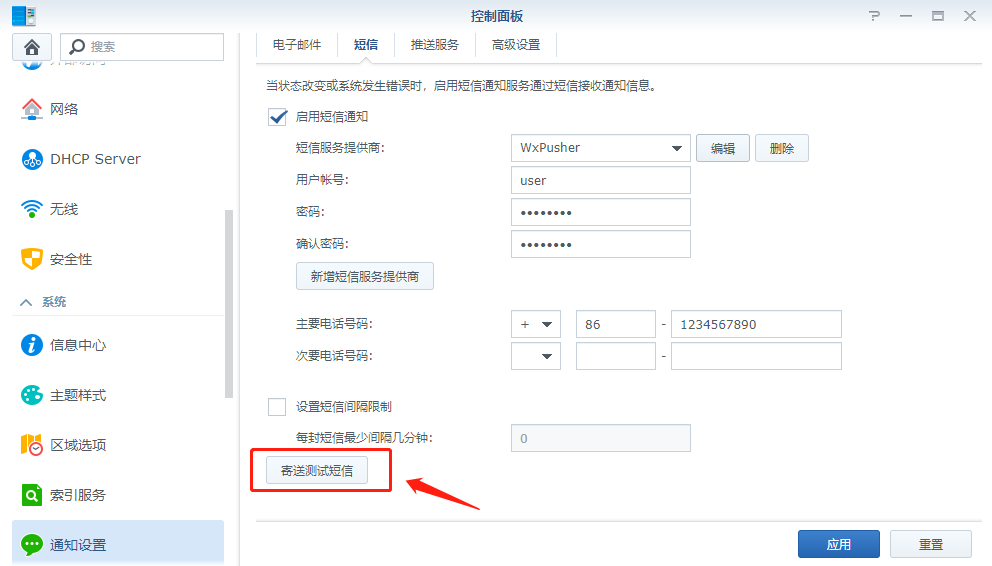 控制面板
搜索
网络
DHCP Server
无线
安全性
系统
信息中心
主题样式
区域选项
索引服务
通知设置
电子邮件 短信 推送服务 高级设置
当状态改变或系统发生错误时，启用短信通知服务通过短信接收通知信息。
启用短信通知
短信服务提供商: WxPusher 编辑 删除
用户帐号: user
密码: ••••••••
确认密码: ••••••••
新增短信服务提供商
主要电话号码: + 86 - 1234567890
次要电话号码: -
设置短信间隔限制
每封短信最少间隔几分钟: 0
寄送测试短信
应用 重置